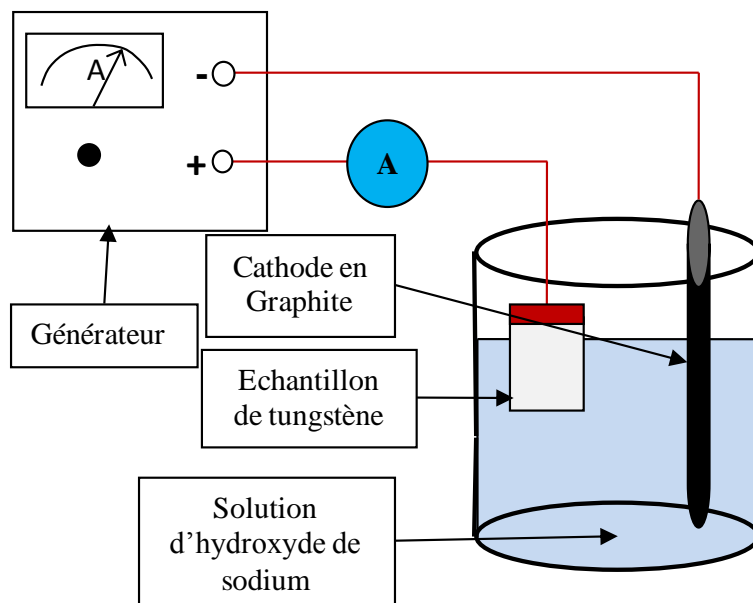 A
-
+
A
Générateur
Cathode en
Graphite
Echantillon
de tungstène
Solution
d’hydroxyde de
sodium